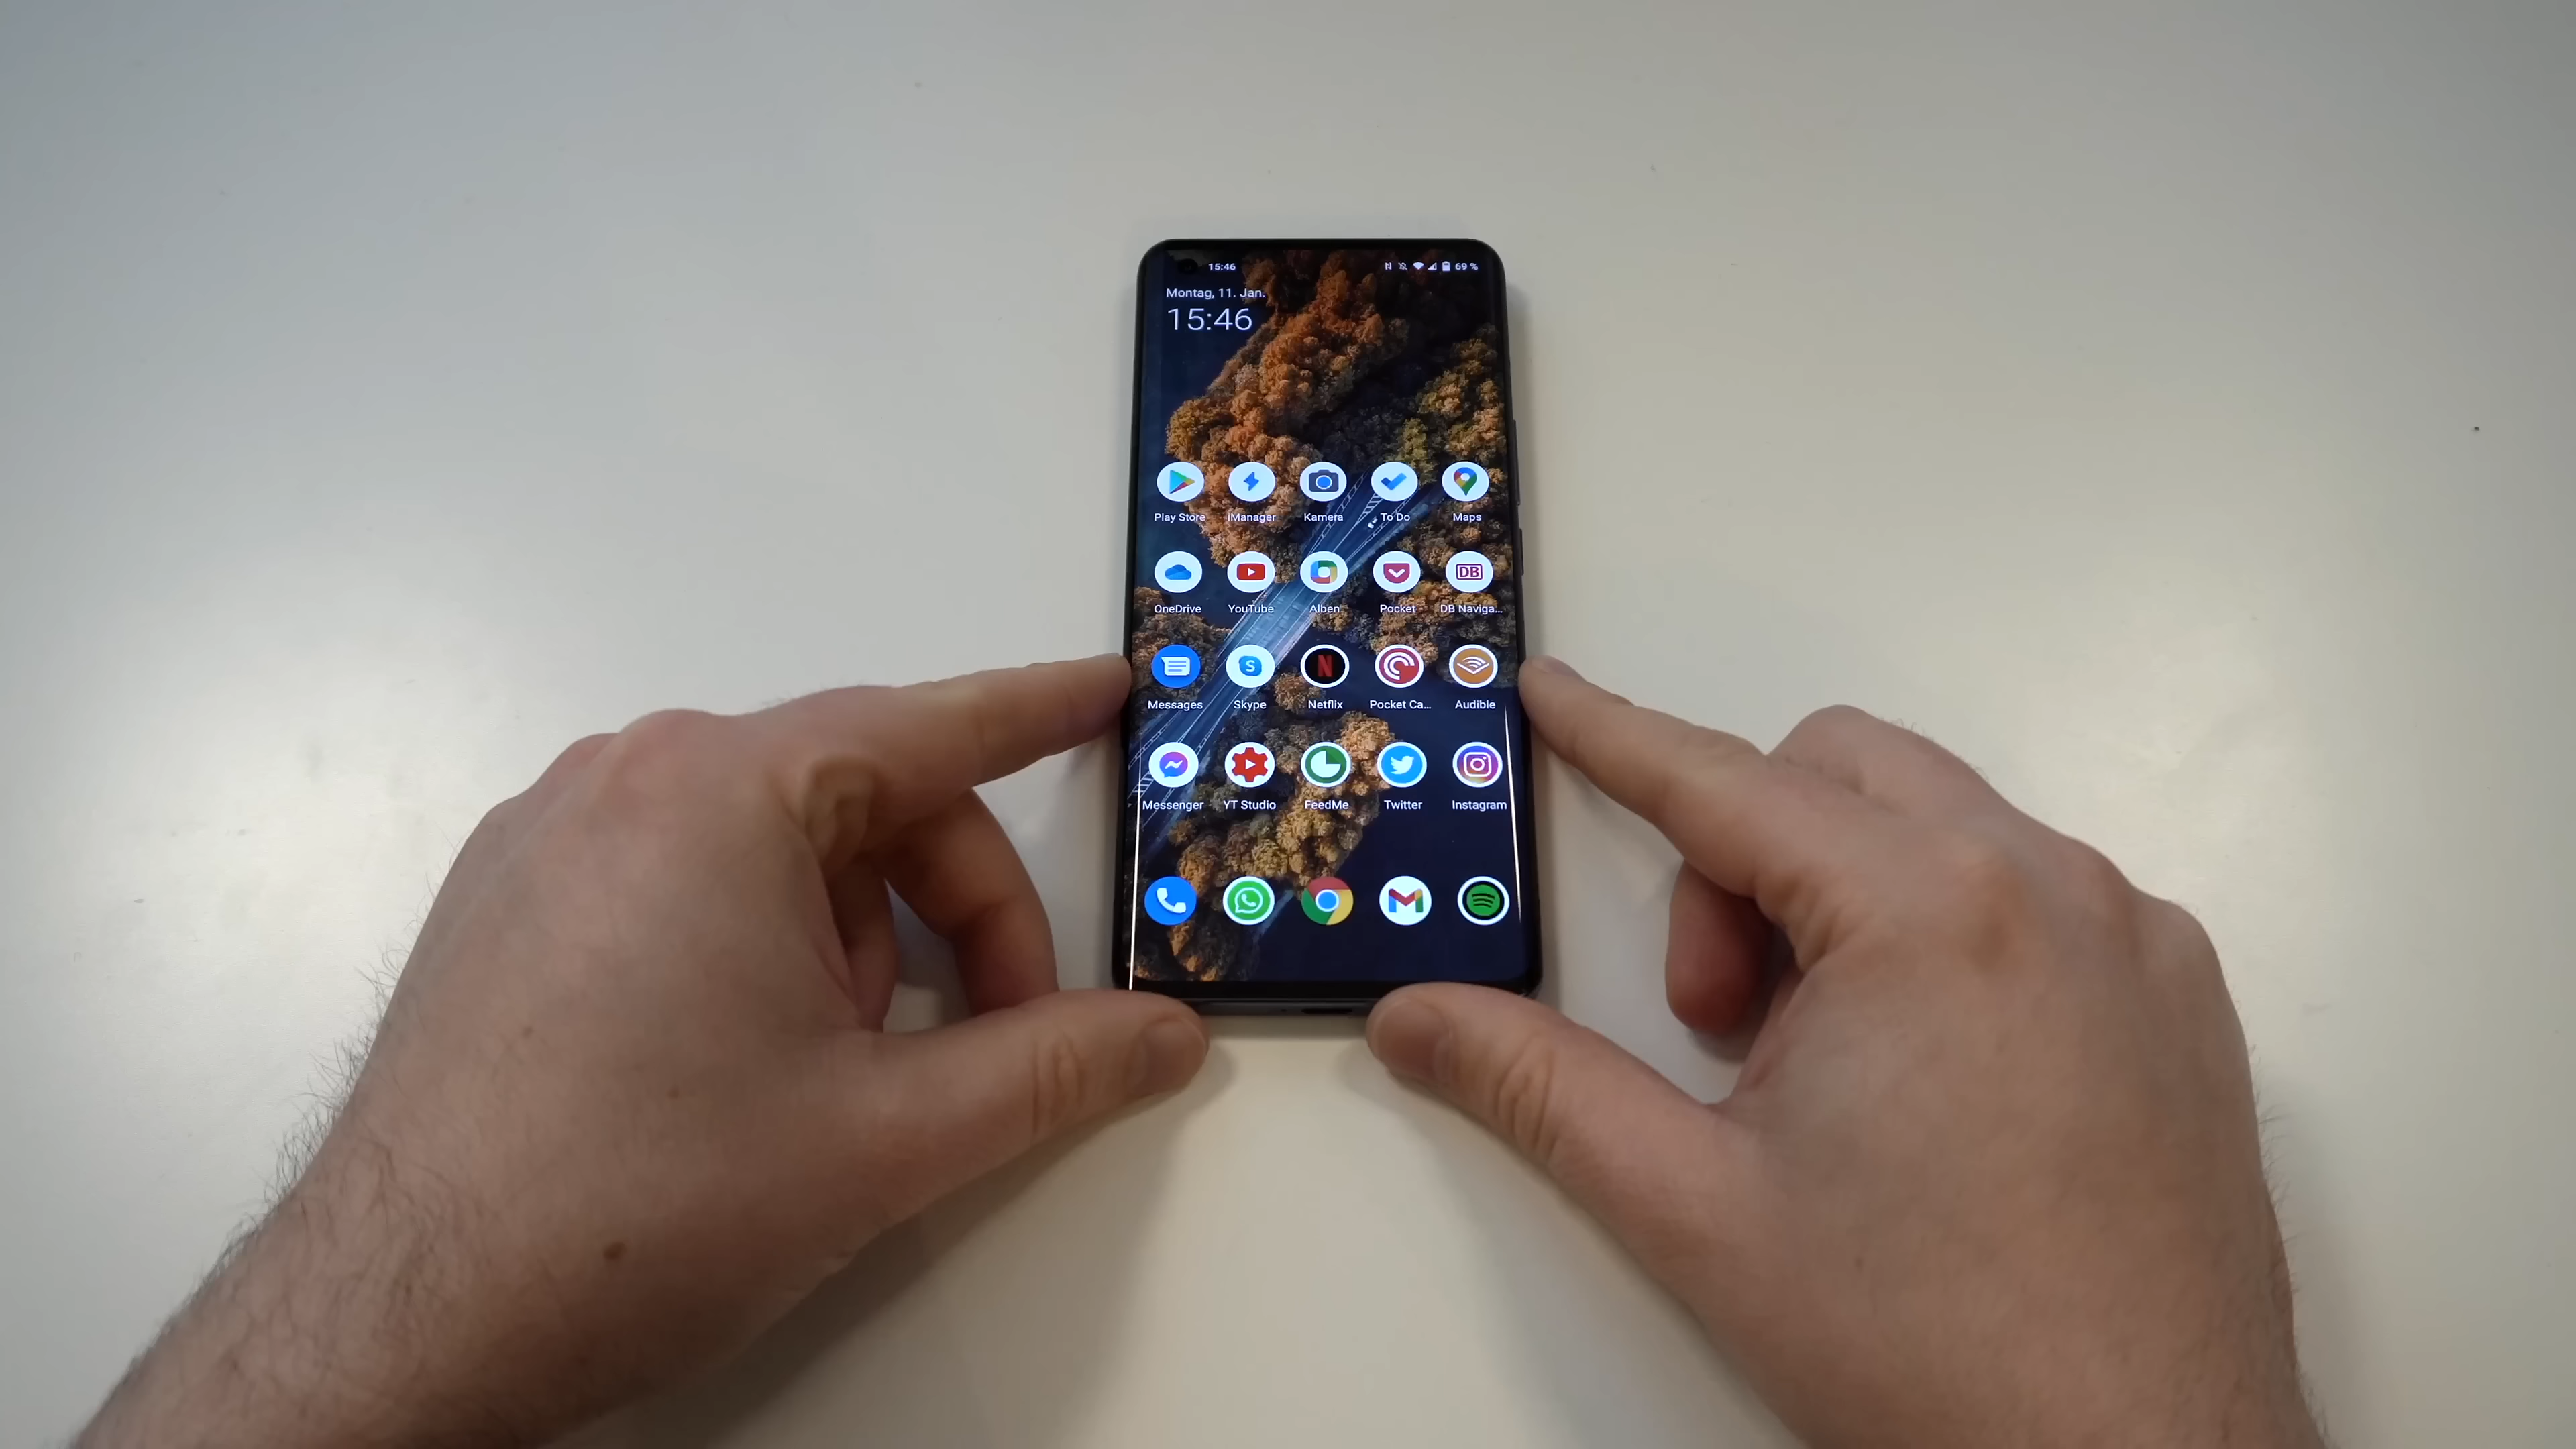 15:46 69 %
Montag, 11. Jan.
15:46
Play Store iManager Kamera To Do Maps
DB
OneDrive YouTube Alben Pocket DB Naviga...
S N
Messages Skype Netflix Pocket Ca... Audible
Messenger YT Studio FeedMe Twitter Instagram